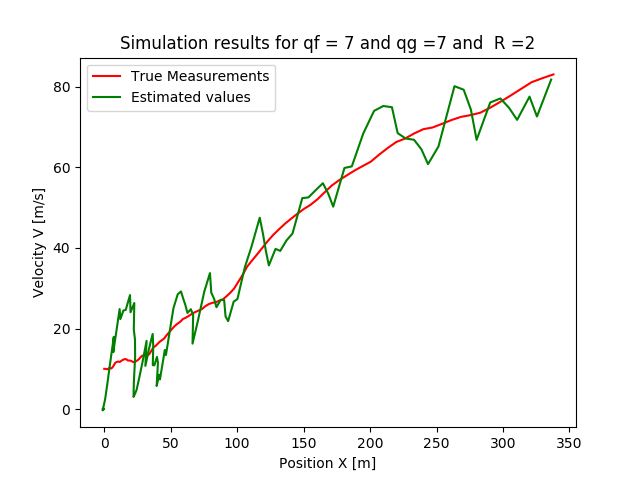 Simulation results for qf = 7 and qg =7 and  R =2
True Measurements
Estimated values
Velocity V [m/s]
80
60
40
20
0
0 50 100 150 200 250 300 350
Position X [m]